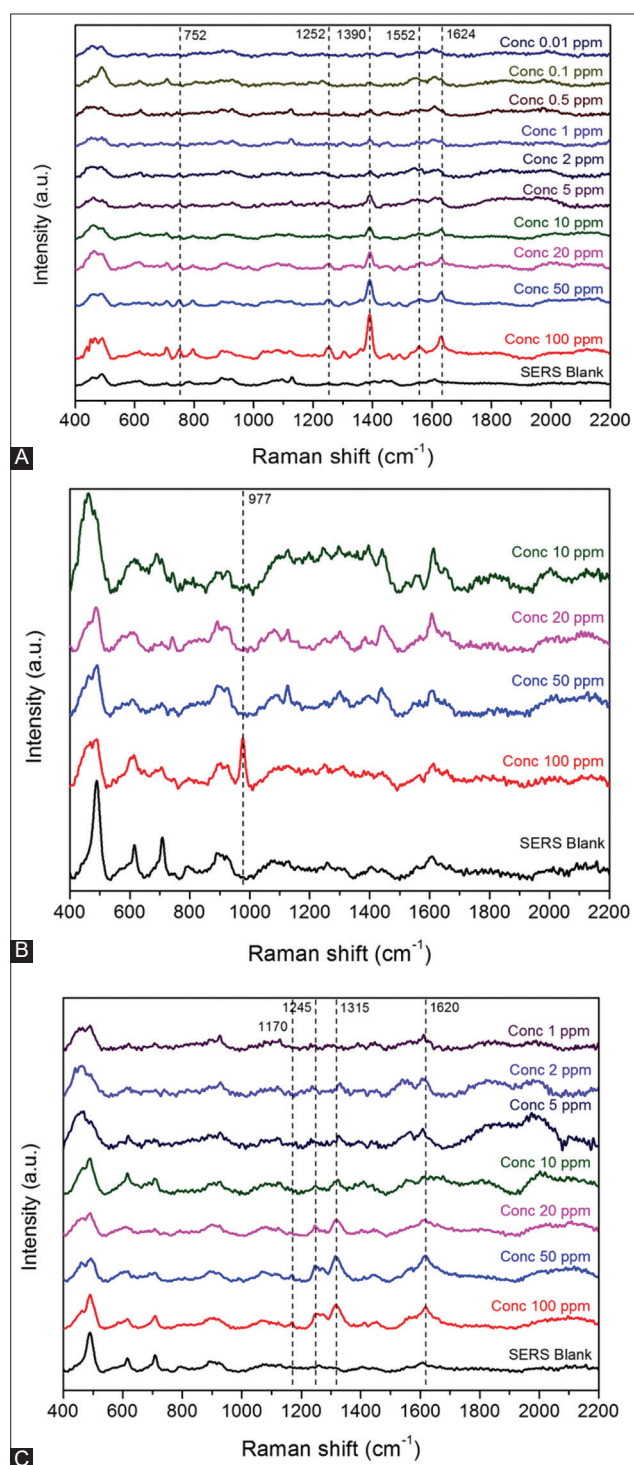 752 1252 1390 1552 1624
Conc 0.01 ppm
Conc 0.1 ppm
Conc 0.5 ppm
Conc 1 ppm
Conc 2 ppm
Conc 5 ppm
Conc 10 ppm
Conc 20 ppm
Conc 50 ppm
Conc 100 ppm
SERS Blank
Intensity (a.u.)
400 600 800 1000 1200 1400 1600 1800 2000 2200
Raman shift (cm⁻¹)
A
977
Conc 10 ppm
Conc 20 ppm
Conc 50 ppm
Conc 100 ppm
SERS Blank
Intensity (a.u.)
400 600 800 1000 1200 1400 1600 1800 2000 2200
Raman shift (cm⁻¹)
B
1245 1315 1620
1170
Conc 1 ppm
Conc 2 ppm
Conc 5 ppm
Conc 10 ppm
Conc 20 ppm
Conc 50 ppm
Conc 100 ppm
SERS Blank
Intensity (a.u.)
400 600 800 1000 1200 1400 1600 1800 2000 2200
Raman shift (cm⁻¹)
C